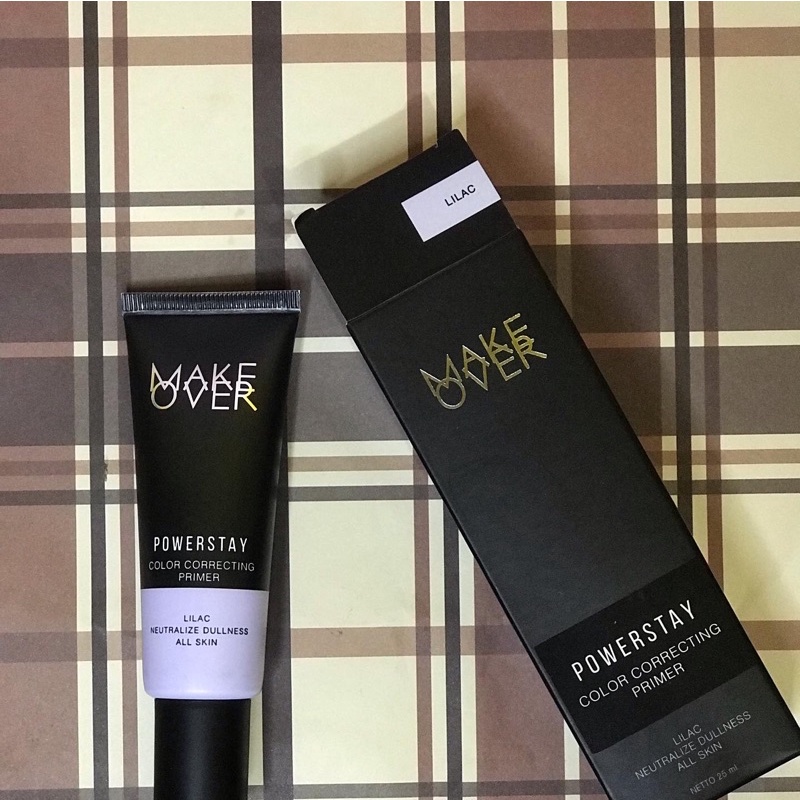 MAKE
OVER
POWERSTAY
COLOR CORRECTING
PRIMER
LILAC
NEUTRALIZE DULLNESS
ALL SKIN
LILAC
MAKE
OVER
POWERSTAY
COLOR CORRECTING
PRIMER
LILAC
NEUTRALIZE DULLNESS
ALL SKIN
NETTO 25 ml